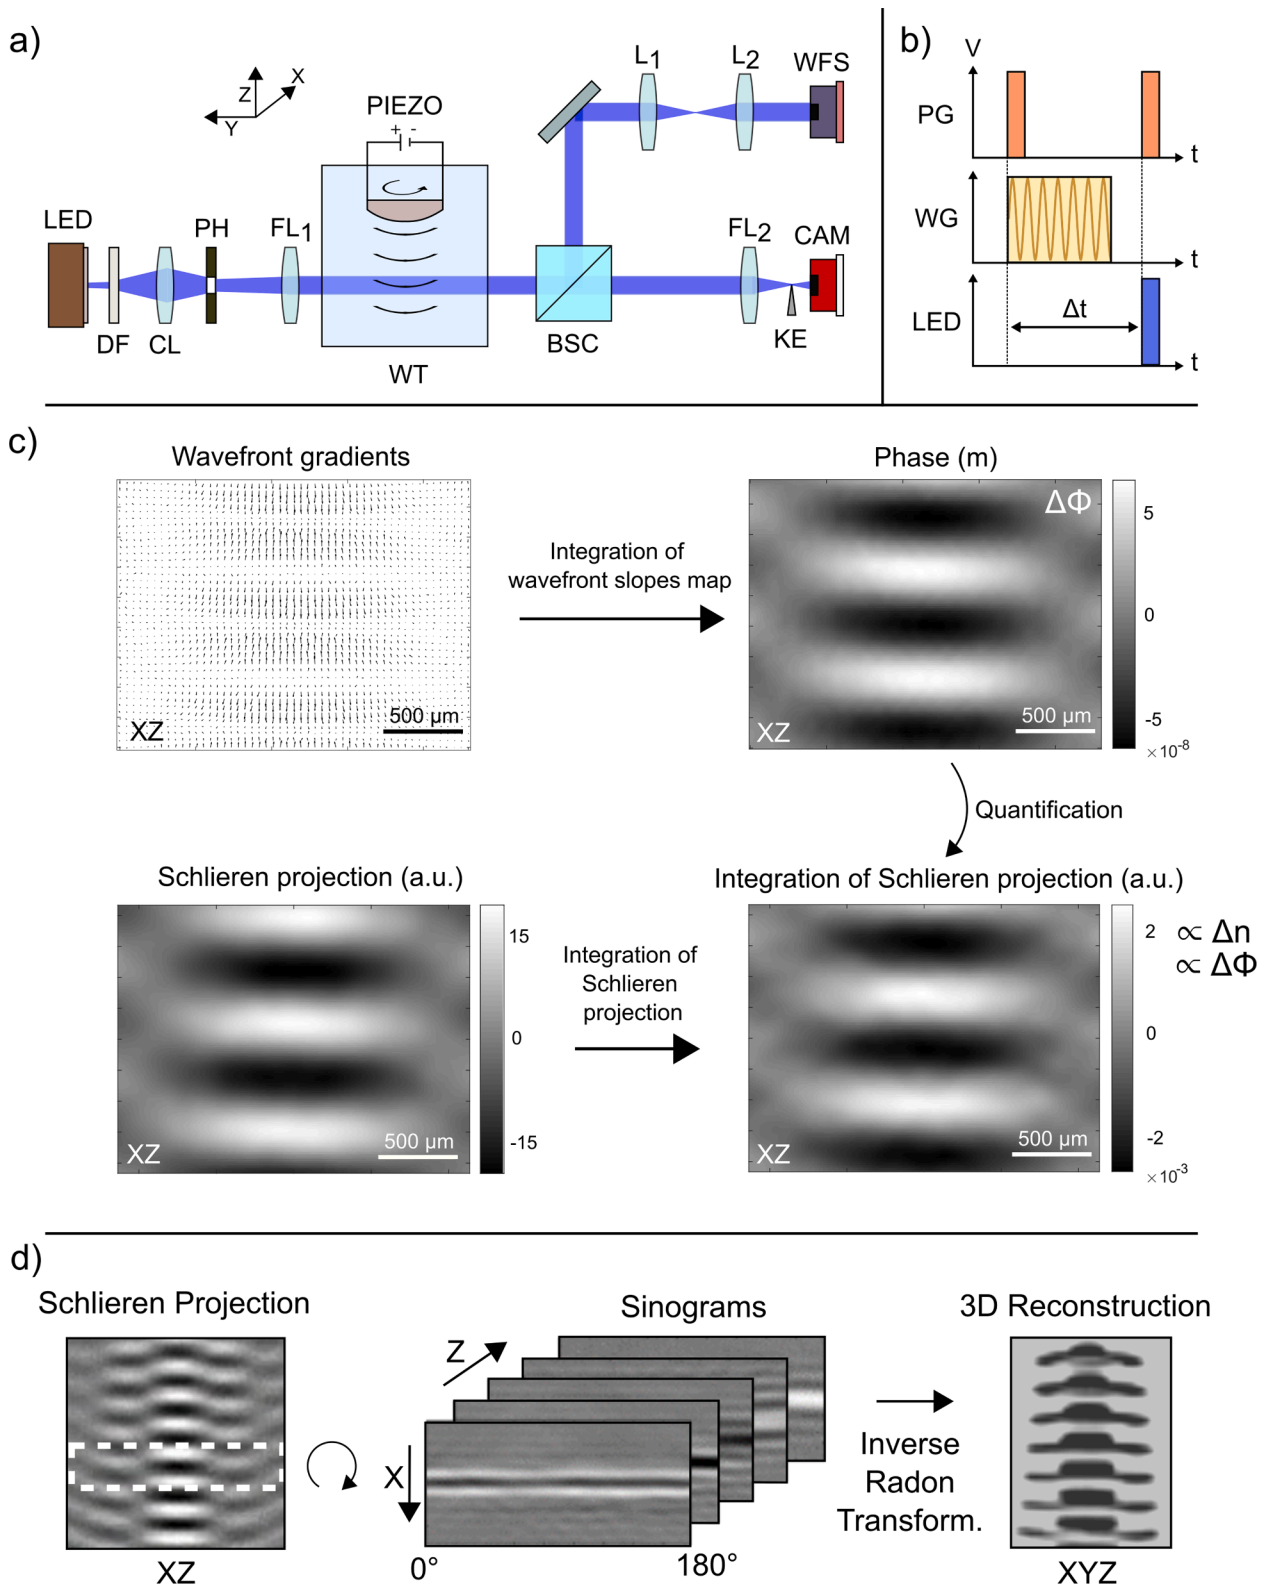 a)
Z
X
Y
PIEZO
+ -
L1
L2
WFS
LED
PH
FL1
FL2
CAM
DF
CL
WT
BSC
KE
b)
V
PG
t
WG
t
LED
Δt
t
c)
Wavefront gradients
XZ
500 µm
Integration of
wavefront slopes map
Phase (m)
ΔΦ
XZ
500 µm
5
0
-5
×10-8
Quantification
Schlieren projection (a.u.)
XZ
500 µm
15
0
-15
Integration of
Schlieren
projection
Integration of Schlieren projection (a.u.)
XZ
500 µm
2
0
-2
×10-3
∝ Δn
∝ ΔΦ
d)
Schlieren Projection
XZ
Sinograms
Z
X
0°
180°
Inverse
Radon
Transform.
3D Reconstruction
XYZ